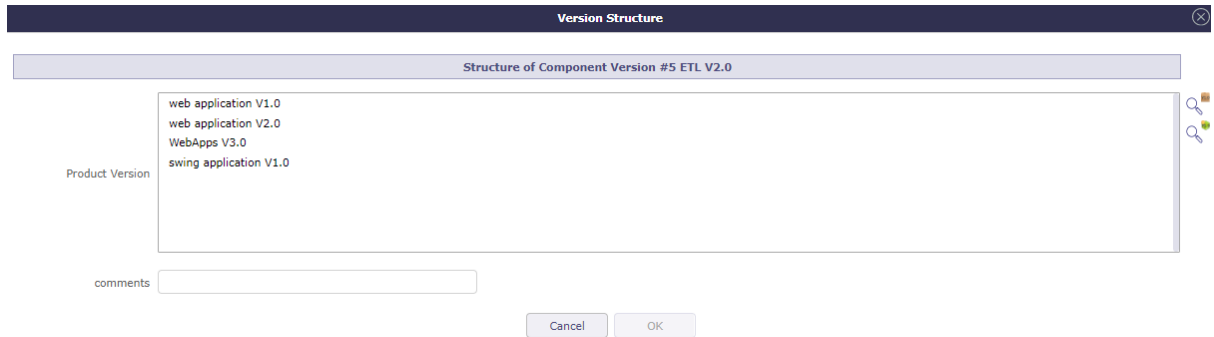 Version Structure
Structure of Component Version #5 ETL V2.0
web application V1.0
web application V2.0
WebApps V3.0
swing application V1.0
Product Version
comments
Cancel OK